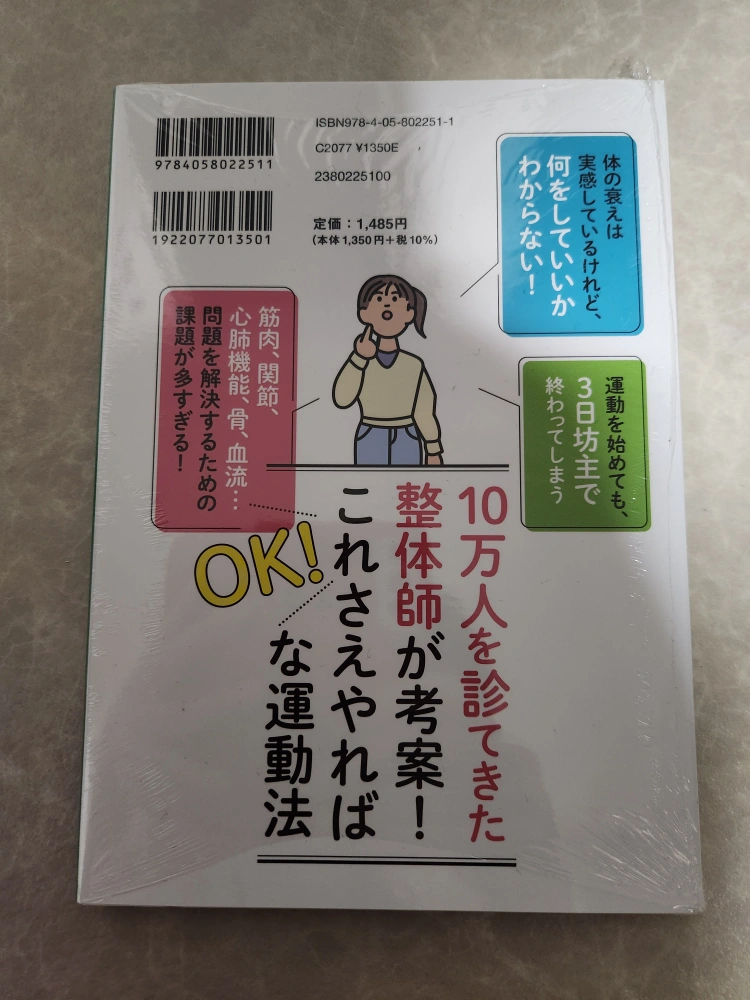 ISBN978-4-05-802251-1
C2077 ¥1350E
2380225100
9784058022511
1922077013501
定価：1,485円
（本体1,350円＋税10%）
体の衰えは
実感しているけれど、
何をしていいか
わからない！
運動を始めても、
3日坊主で
終わってしまう
筋肉、関節、
心肺機能、骨、血流…
問題を解決するための
課題が多すぎる！
10万人を診てきた
整体師が考案！
これさえやれば
OK!
な運動法